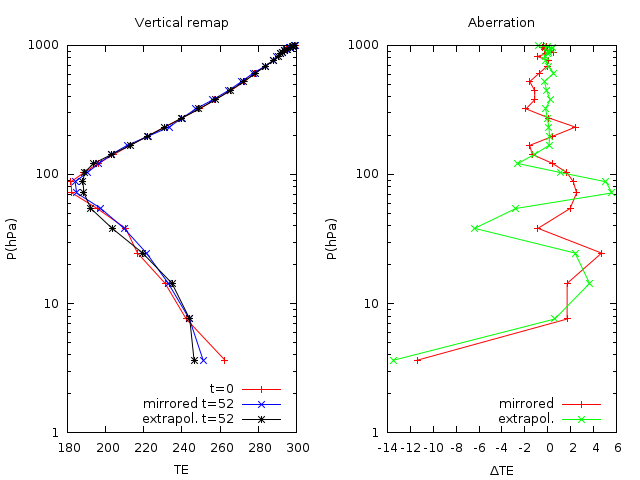 Vertical remap
1000
100
10
1
P(hPa)
t=0
mirrored t=52
extrapol. t=52
180 200 220 240 260 280 300
TE
Aberration
1000
100
10
1
P(hPa)
mirrored
extrapol.
-14 -12 -10 -8 -6 -4 -2 0 2 4 6
ΔTE